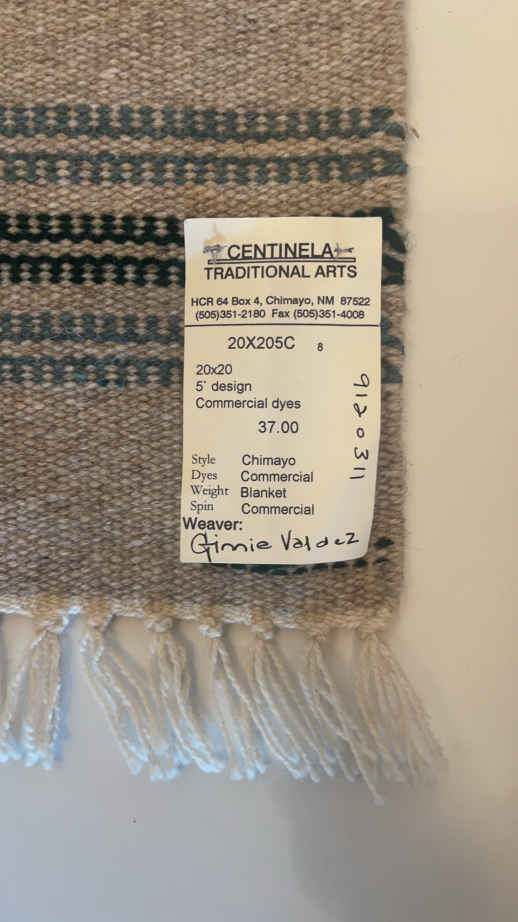 CENTINELA
TRADITIONAL ARTS
HCR 64 Box 4, Chimayo, NM 87522
(505)351-2180 Fax (505)351-4008
20X205C 8
20x20
5" design
Commercial dyes
37.00
Style Chimayo
Dyes Commercial
Weight Blanket
Spin Commercial
Weaver:
Ginnie Valdez
9120311